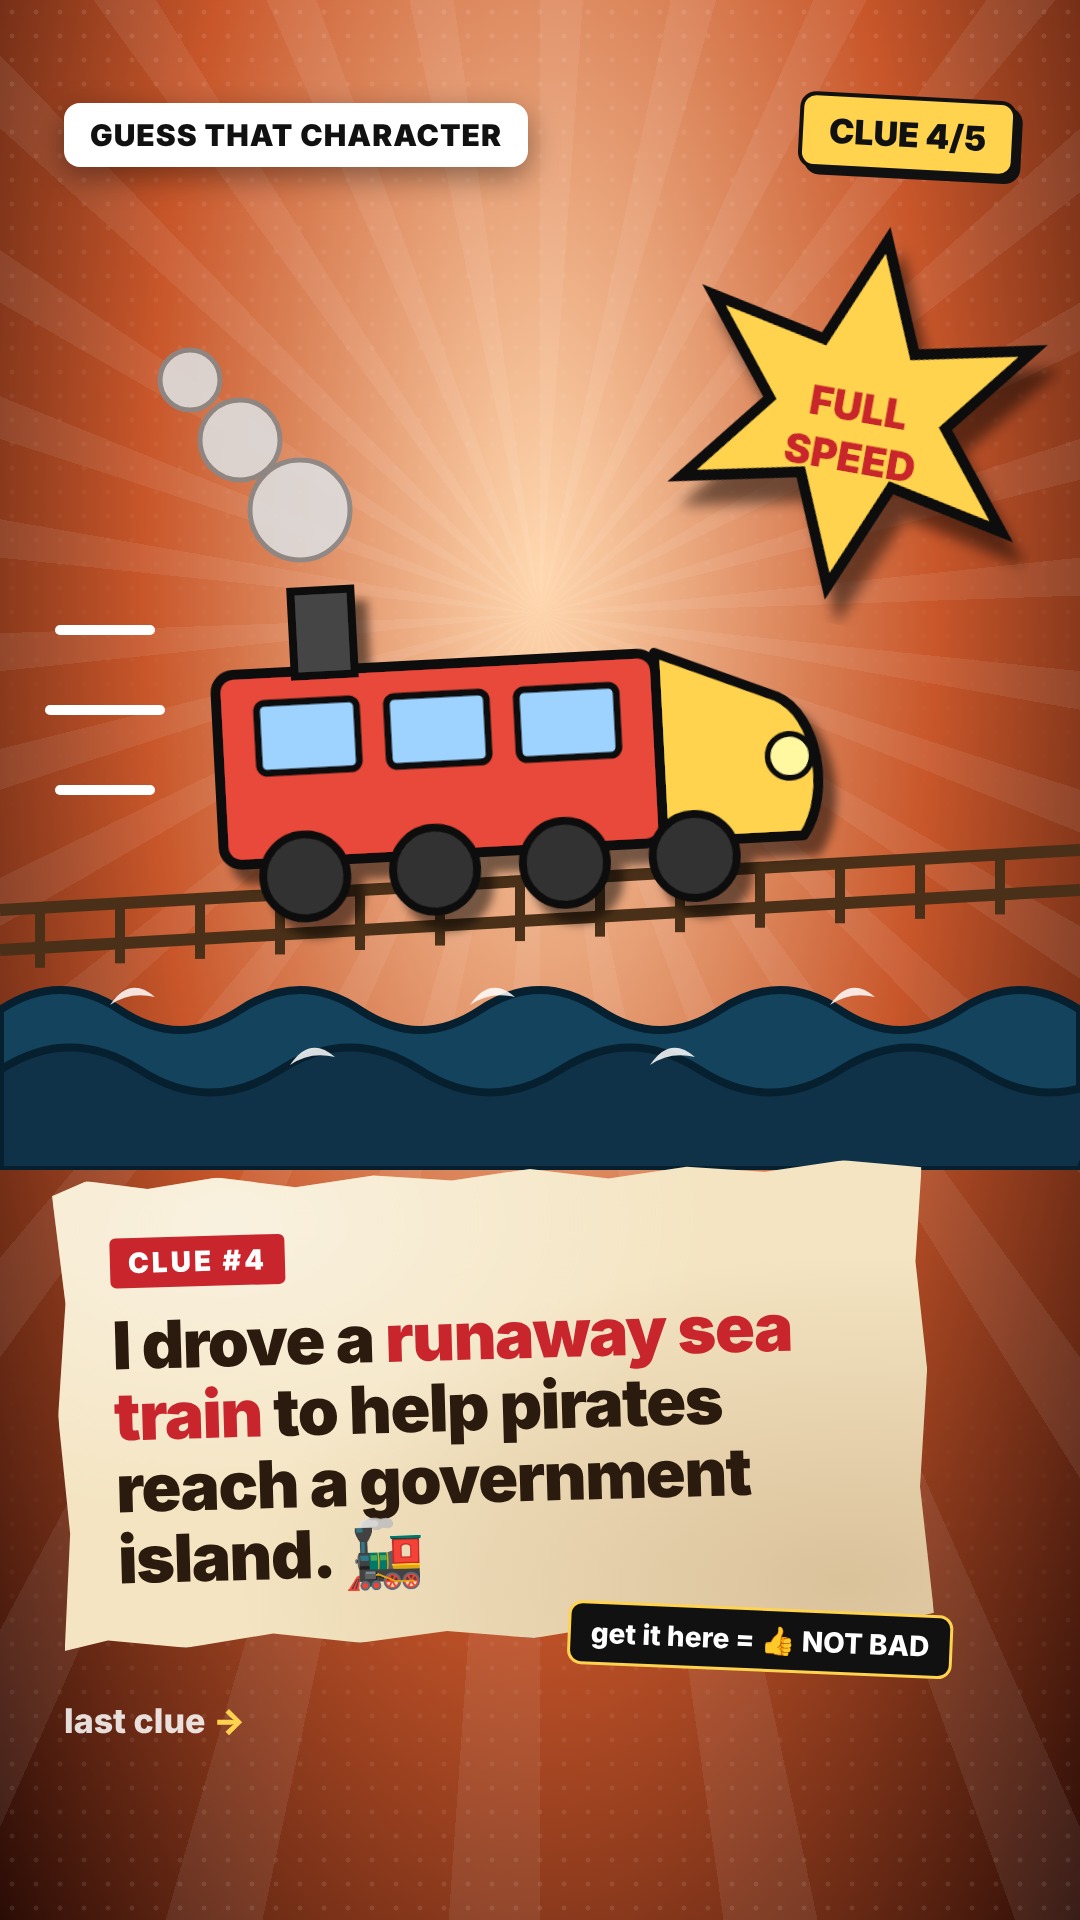 GUESS THAT CHARACTER
CLUE 4/5
FULL
SPEED
CLUE #4
I drove a runaway sea
train to help pirates
reach a government
island. 🚂
get it here = 👍 NOT BAD
last clue →